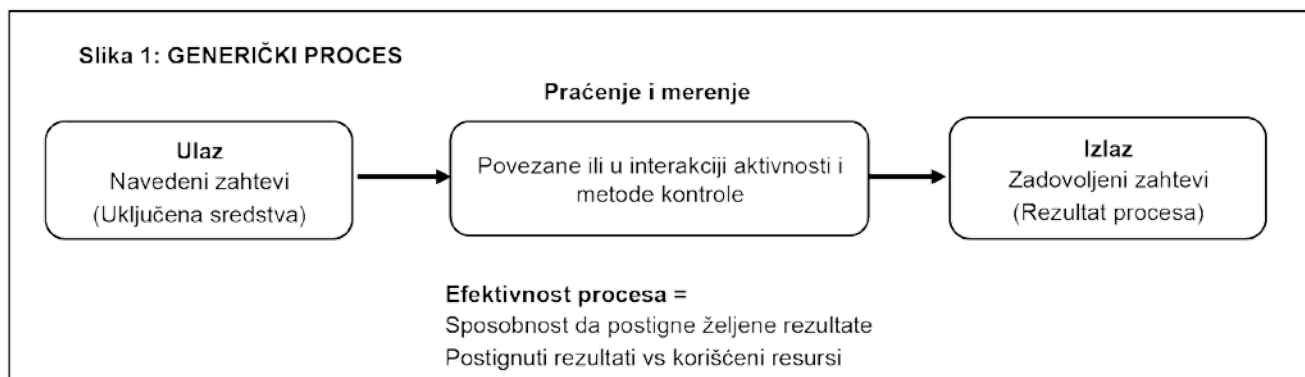 Slika 1: GENERIČKI PROCES
Praćenje i merenje
Ulaz
Navedeni zahtevi
(Uključena sredstva)
Povezane ili u interakciji aktivnosti i
metode kontrole
Izlaz
Zadovoljeni zahtevi
(Rezultat procesa)
Efektivnost procesa =
Sposobnost da postigne željene rezultate
Postignuti rezultati vs korišćeni resursi